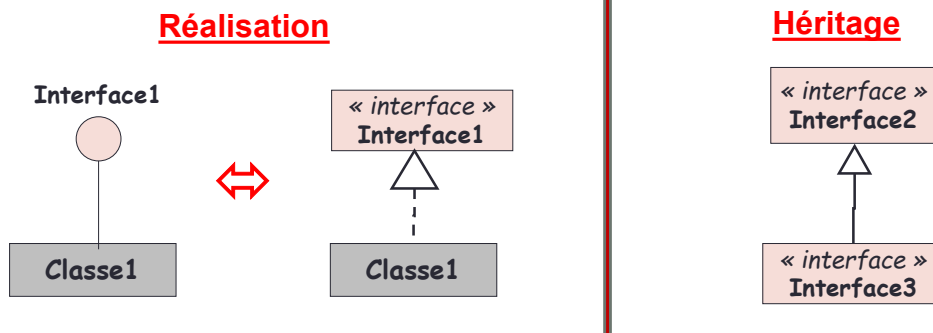 Réalisation
Interface1
« interface »
Interface1
Classe1
Classe1
Héritage
« interface »
Interface2
« interface »
Interface3